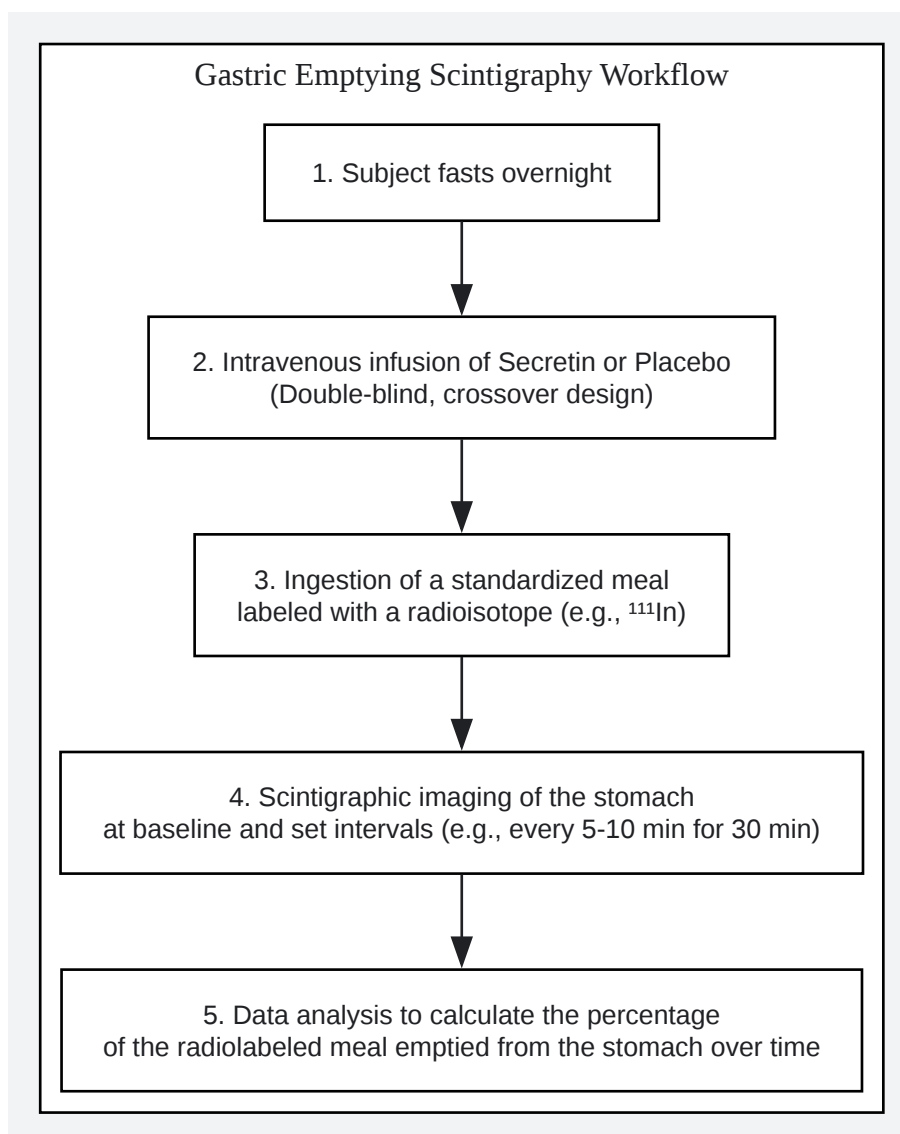 Gastric Emptying Scintigraphy Workflow
1. Subject fasts overnight
2. Intravenous infusion of Secretin or Placebo
(Double-blind, crossover design)
3. Ingestion of a standardized meal
labeled with a radioisotope (e.g., ¹¹¹In)
4. Scintigraphic imaging of the stomach
at baseline and set intervals (e.g., every 5-10 min for 30 min)
5. Data analysis to calculate the percentage
of the radiolabeled meal emptied from the stomach over time